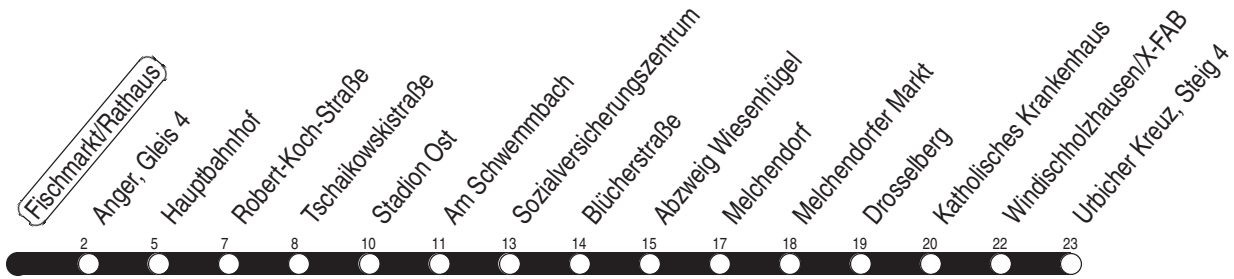 Fischmarkt/Rathaus
Anger, Gleis 4
Hauptbahnhof
Robert-Koch-Straße
Tschaikowskistraße
Stadion Ost
Am Schwemmbach
Sozialversicherungszentrum
Blücherstraße
Abzweig Wiesenhügel
Melchendorf
Melchendorfer Markt
Drosselberg
Katholisches Krankenhaus
Windischholzhausen/X-FAB
Urbicher Kreuz, Steig 4
2 5 7 8 10 11 13 14 15 17 18 19 20 22 23